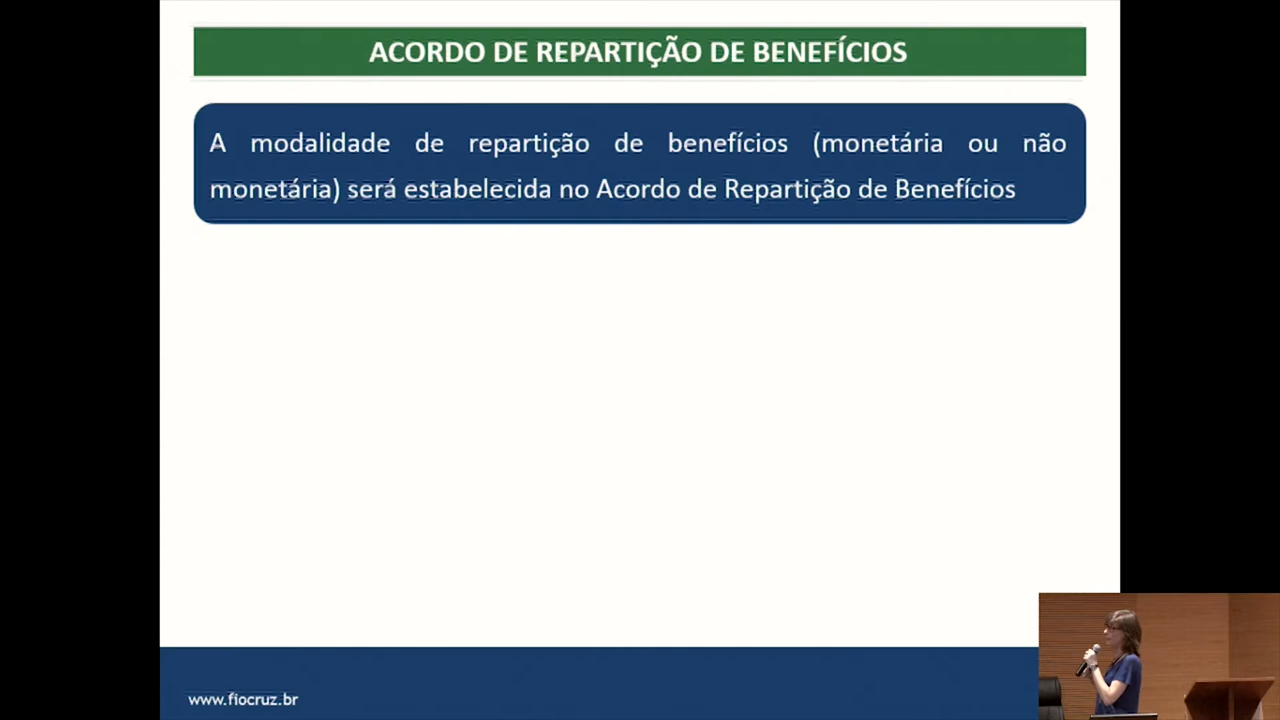 ACORDO DE REPARTIÇÃO DE BENEFÍCIOS
A modalidade de repartição de benefícios (monetária ou não
monetária) será estabelecida no Acordo de Repartição de Benefícios
www.fiocruz.br